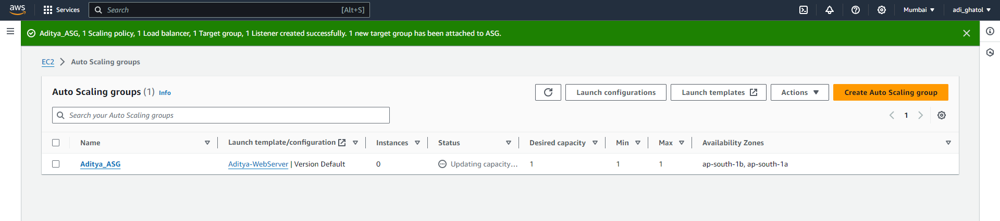 aws Services Search [Alt+S] Mumbai adi_ghatol
Aditya_ASG, 1 Scaling policy, 1 Load balancer, 1 Target group, 1 Listener created successfully. 1 new target group has been attached to ASG.
EC2 Auto Scaling groups
Auto Scaling groups (1) Info Launch configurations Launch templates Actions Create Auto Scaling group
Search your Auto Scaling groups 1
Name Launch template/configuration Instances Status Desired capacity Min Max Availability Zones
Aditya_ASG Aditya-WebServer | Version Default 0 Updating capacity... 1 1 1 ap-south-1b, ap-south-1a